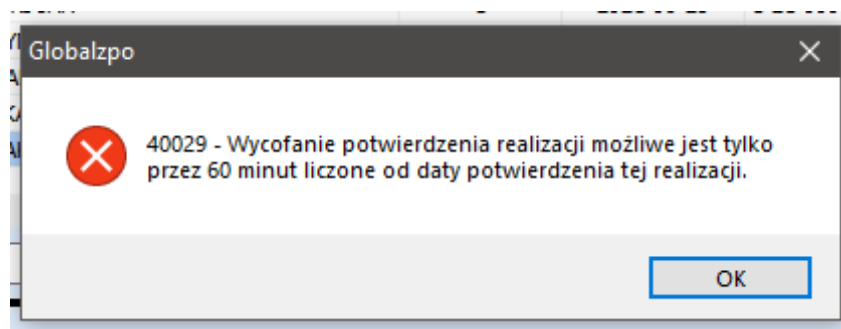 Globalzpo
40029 - Wycofanie potwierdzenia realizacji możliwe jest tylko
przez 60 minut liczone od daty potwierdzenia tej realizacji.
OK